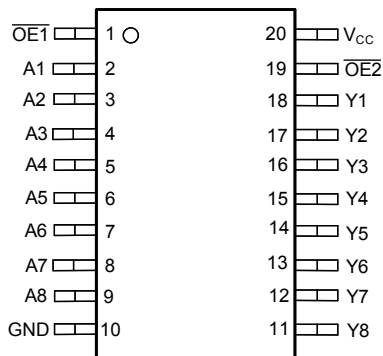 OE1 1 20 VCC
A1 2 19 OE2
A2 3 18 Y1
A3 4 17 Y2
A4 5 16 Y3
A5 6 15 Y4
A6 7 14 Y5
A7 8 13 Y6
A8 9 12 Y7
GND 10 11 Y8